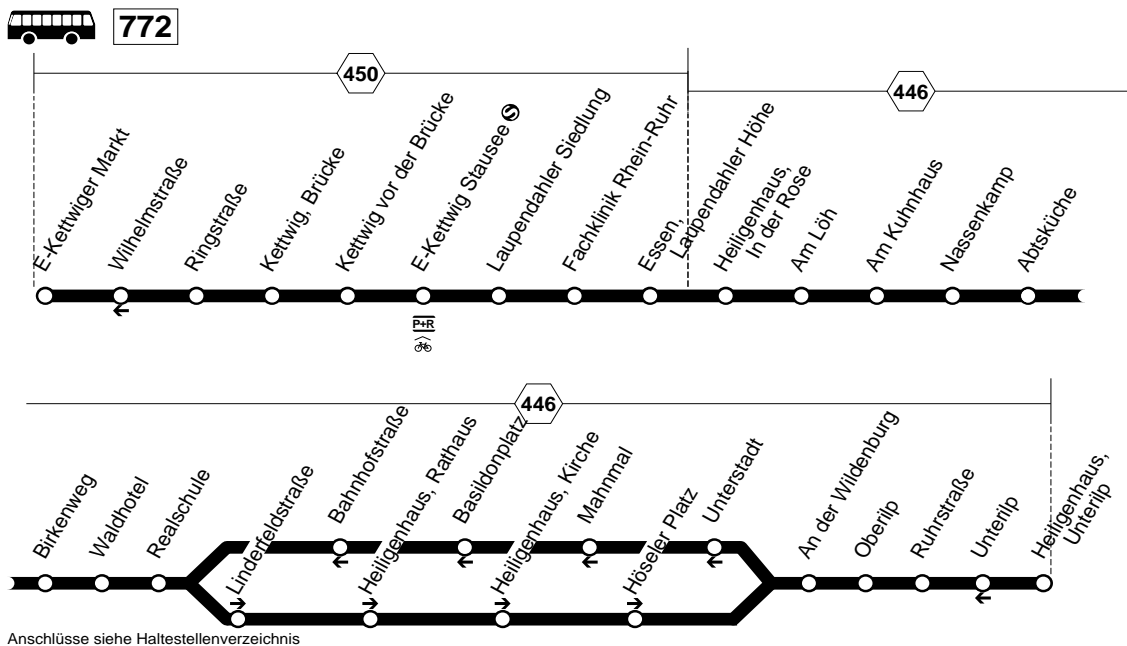 772
450
446
E-Kettwiger Markt
Wilhelmstraße
Ringstraße
Kettwig, Brücke
Kettwig vor der Brücke
E-Kettwig Stausee S
Laupendahler Siedlung
Fachklinik Rhein-Ruhr
Essen,
Laupendahler Höhe
Heiligenhaus,
In der Rose
Am Löh
Am Kuhnhaus
Nassenkamp
Abtsküche
P+R
446
Birkenweg
Waldhotel
Realschule
Linderfeldstraße
Bahnhofstraße
Heiligenhaus, Rathaus
Basildonplatz
Heiligenhaus, Kirche
Mahnmal
Höseler Platz
Unterstadt
An der Wildenburg
Oberilp
Ruhrstraße
Unterilp
Heiligenhaus,
Unterilp
Anschlüsse siehe Haltestellenverzeichnis